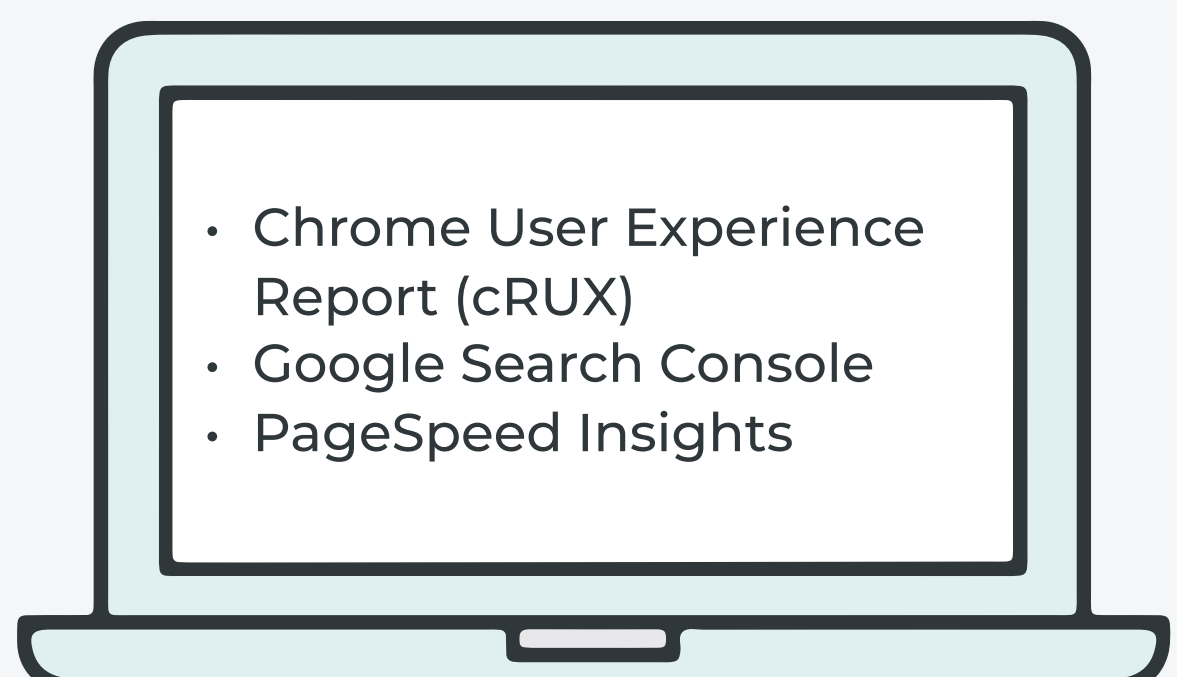 • Chrome User Experience
Report (cRUX)
• Google Search Console
• PageSpeed Insights